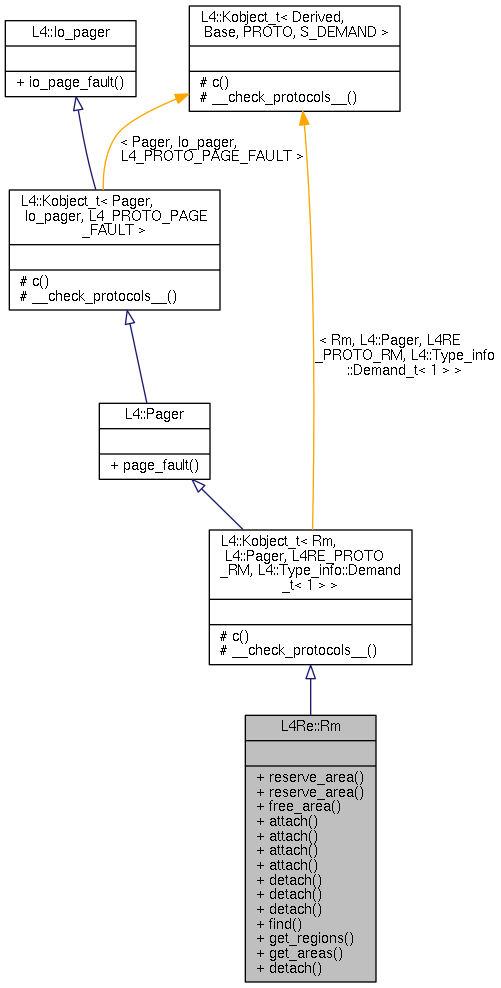 L4::Io_pager
+ io_page_fault()
L4::Kobject_t< Derived,
Base, PROTO, S_DEMAND >
# c()
# __check_protocols__()
< Pager, Io_pager,
L4_PROTO_PAGE_FAULT >
L4::Kobject_t< Pager,
Io_pager, L4_PROTO_PAGE
_FAULT >
# c()
# __check_protocols__()
< Rm, L4::Pager, L4RE
_PROTO_RM, L4::Type_info
::Demand_t< 1 > >
L4::Pager
+ page_fault()
L4::Kobject_t< Rm,
L4::Pager, L4RE_PROTO
_RM, L4::Type_info::Demand
_t< 1 > >
# c()
# __check_protocols__()
L4Re::Rm
+ reserve_area()
+ reserve_area()
+ free_area()
+ attach()
+ attach()
+ attach()
+ attach()
+ detach()
+ detach()
+ detach()
+ find()
+ get_regions()
+ get_areas()
+ detach()